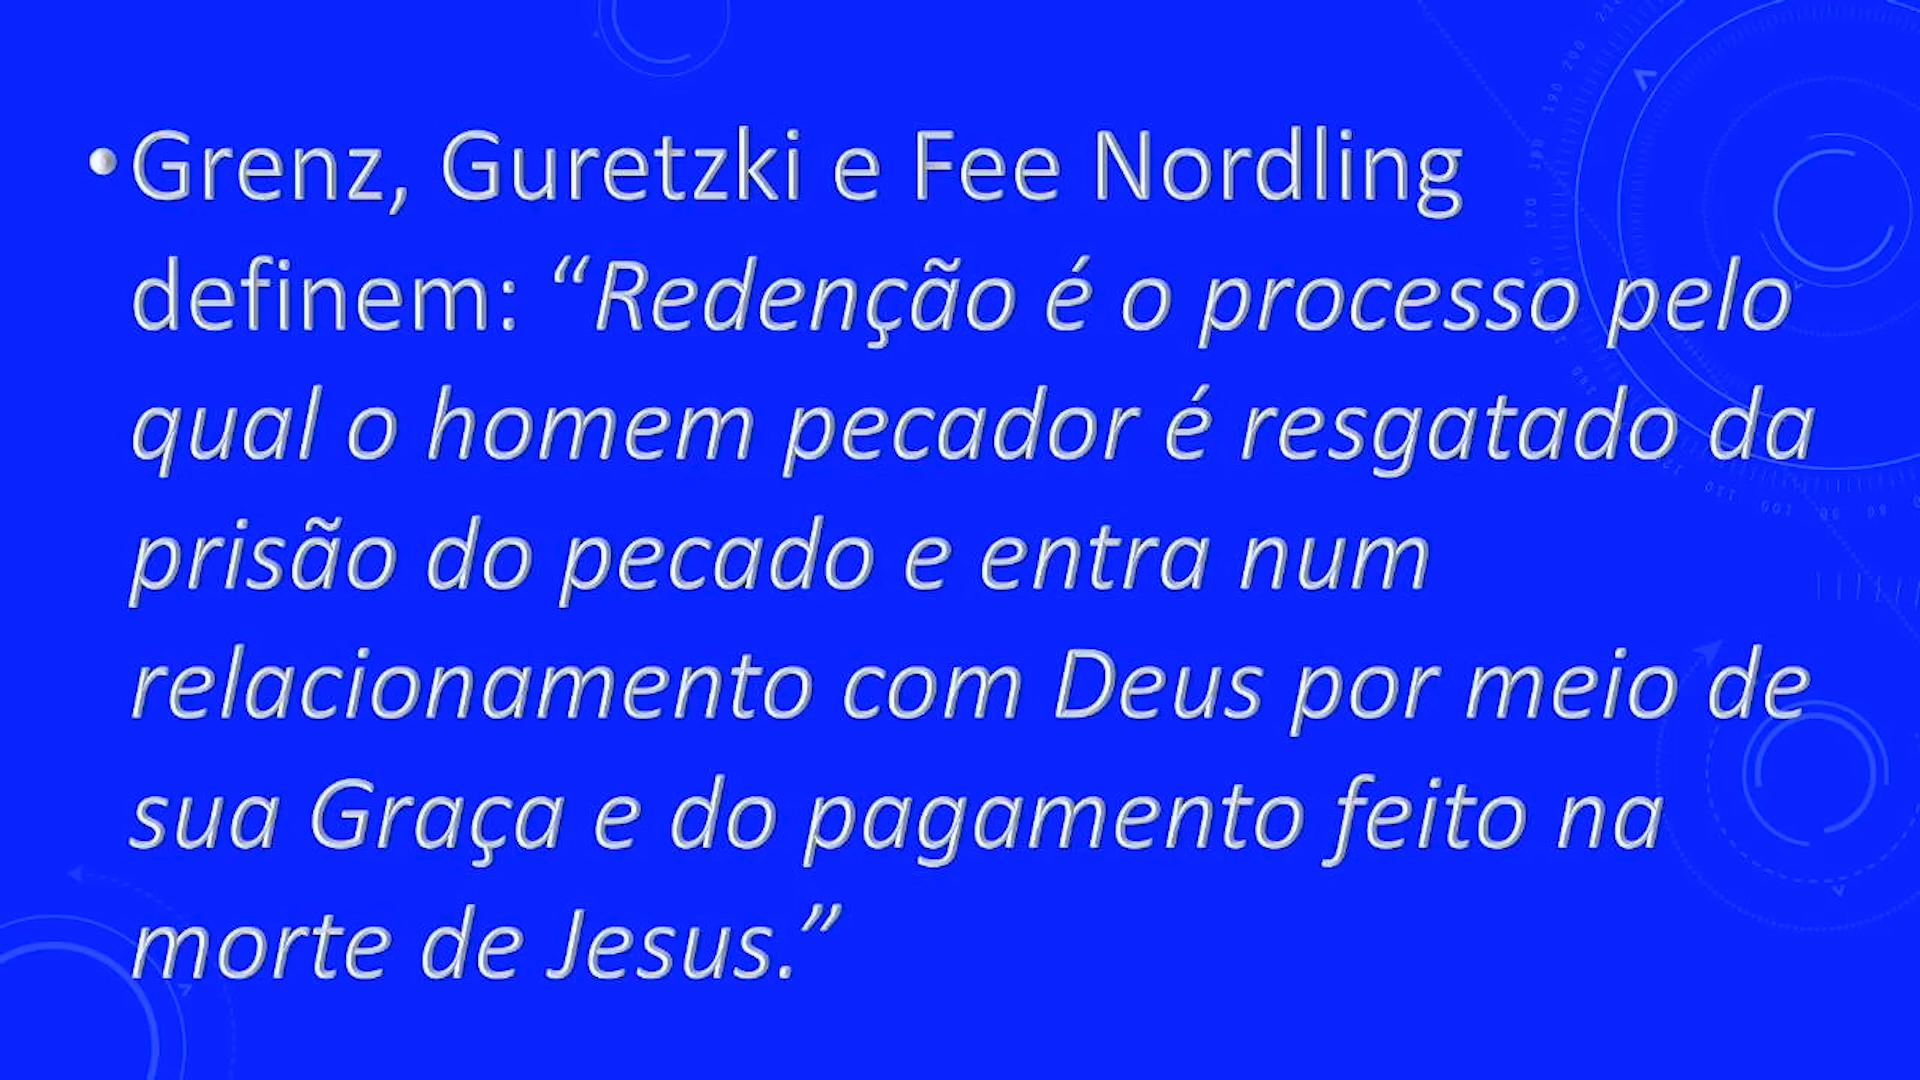 •Grenz, Guretzki e Fee Nordling
definem: “Redenção é o processo pelo
qual o homem pecador é resgatado da
prisão do pecado e entra num
relacionamento com Deus por meio de
sua Graça e do pagamento feito na
morte de Jesus.”